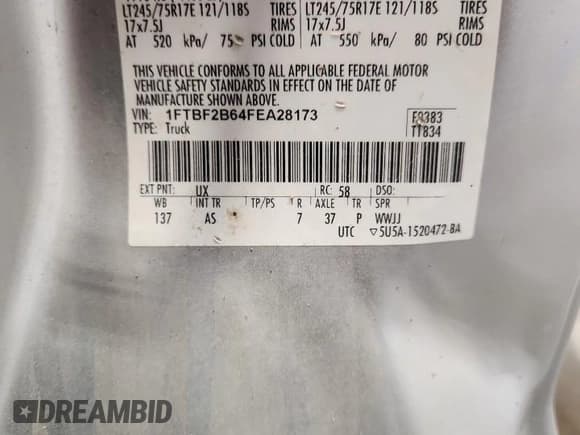 LT245/75R17E 121/118S TIRES LT245/75R17E 121/118S TIRES
17x7.5J RIMS 17x7.5J RIMS
AT 520 kPa/ 75 PSI COLD AT 550 kPa/ 80 PSI COLD
THIS VEHICLE CONFORMS TO ALL APPLICABLE FEDERAL MOTOR
VEHICLE SAFETY STANDARDS IN EFFECT ON THE DATE OF
MANUFACTURE SHOWN ABOVE.
VIN: 1FTBF2B64FEA28173 F0383
TYPE: Truck TT834
EXT PNT: UX RC: 58 DSO:
WB INT TR TP/PS R AXLE TR SPR
137 AS 7 37 P WWJJ
UTC ▽5U5A-1520472-BA
DREAMBID